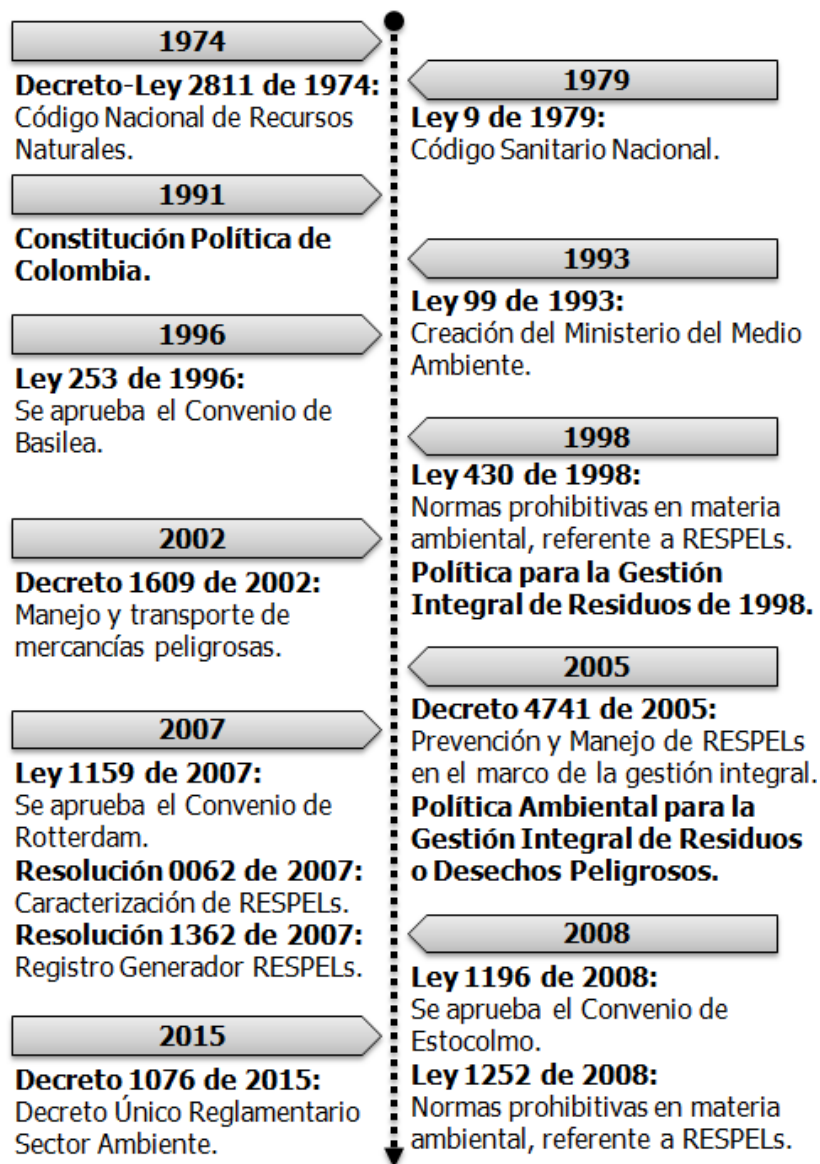 1974
Decreto-Ley 2811 de 1974:
Código Nacional de Recursos
Naturales.
1979
Ley 9 de 1979:
Código Sanitario Nacional.
1991
Constitución Política de
Colombia.
1993
Ley 99 de 1993:
Creación del Ministerio del Medio
Ambiente.
1996
Ley 253 de 1996:
Se aprueba el Convenio de
Basilea.
1998
Ley 430 de 1998:
Normas prohibitivas en materia
ambiental, referente a RESPELs.
Política para la Gestión
Integral de Residuos de 1998.
2002
Decreto 1609 de 2002:
Manejo y transporte de
mercancías peligrosas.
2005
Decreto 4741 de 2005:
Prevención y Manejo de RESPELs
en el marco de la gestión integral.
Política Ambiental para la
Gestión Integral de Residuos
o Desechos Peligrosos.
2007
Ley 1159 de 2007:
Se aprueba el Convenio de
Rotterdam.
Resolución 0062 de 2007:
Caracterización de RESPELs.
Resolución 1362 de 2007:
Registro Generador RESPELs.
2008
Ley 1196 de 2008:
Se aprueba el Convenio de
Estocolmo.
Ley 1252 de 2008:
Normas prohibitivas en materia
ambiental, referente a RESPELs.
2015
Decreto 1076 de 2015:
Decreto Único Reglamentario
Sector Ambiente.